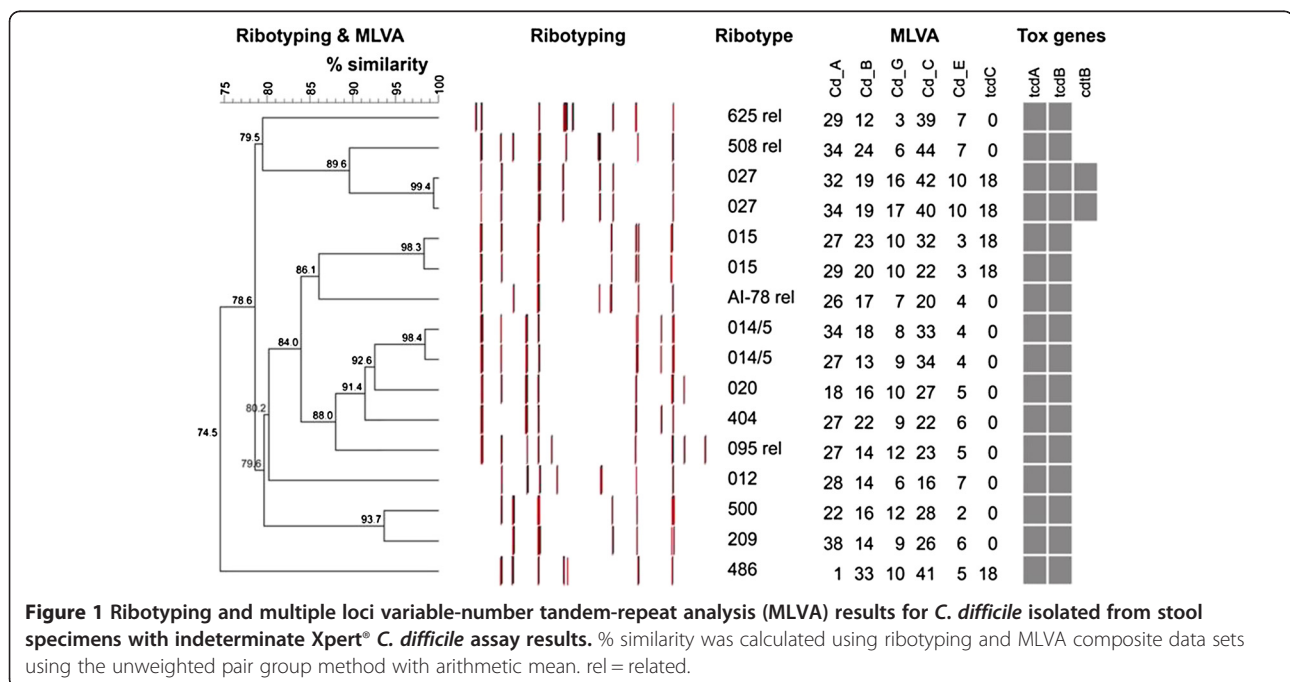 Ribotyping & MLVA Ribotyping Ribotype MLVA Tox genes
% similarity
75 80 85 90 95 100
Cd_A Cd_B Cd_G Cd_C Cd_E tcdC tcdA tcdB cdtB
625 rel 29 12 3 39 7 0
79.5
508 rel 34 24 6 44 7 0
89.6
027 32 19 16 42 10 18
99.4
027 34 19 17 40 10 18
015 27 23 10 32 3 18
98.3
86.1
015 29 20 10 22 3 18
AI-78 rel 26 17 7 20 4 0
78.6
014/5 34 18 8 33 4 0
84.0
98.4
014/5 27 13 9 34 4 0
92.6
020 18 16 10 27 5 0
91.4
404 27 22 9 22 6 0
80.2
88.0
74.5
095 rel 27 14 12 23 5 0
79.6
012 28 14 6 16 7 0
500 22 16 12 28 2 0
93.7
209 38 14 9 26 6 0
486 1 33 10 41 5 18
Figure 1 Ribotyping and multiple loci variable-number tandem-repeat analysis (MLVA) results for C. difficile isolated from stool
specimens with indeterminate Xpert® C. difficile assay results. % similarity was calculated using ribotyping and MLVA composite data sets
using the unweighted pair group method with arithmetic mean. rel = related.